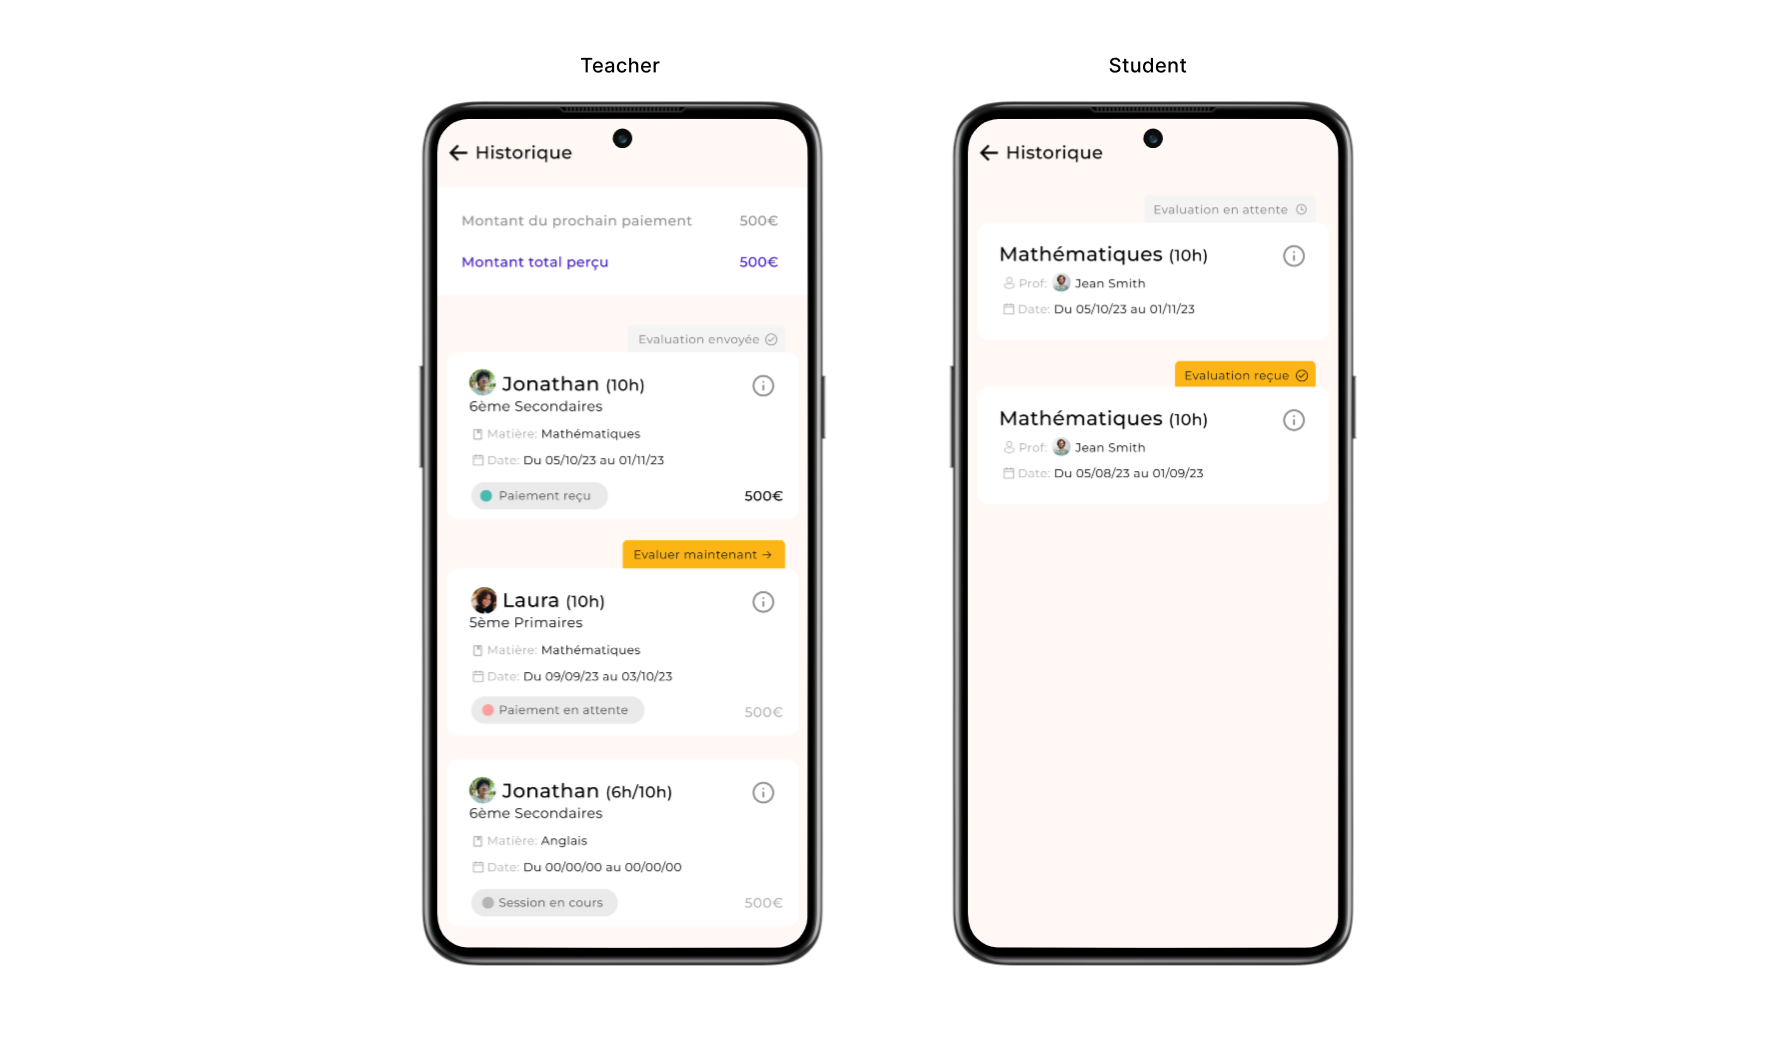 Teacher
Historique
Montant du prochain paiement 500€
Montant total perçu 500€
Evaluation envoyée
Jonathan (10h)
6ème Secondaires
Matière: Mathématiques
Date: Du 05/10/23 au 01/11/23
Paiement reçu 500€
Evaluer maintenant →
Laura (10h)
5ème Primaires
Matière: Mathématiques
Date: Du 09/09/23 au 03/10/23
Paiement en attente 500€
Jonathan (6h/10h)
6ème Secondaires
Matière: Anglais
Date: Du 00/00/00 au 00/00/00
Session en cours 500€
Student
Historique
Evaluation en attente
Mathématiques (10h)
Prof: Jean Smith
Date: Du 05/10/23 au 01/11/23
Evaluation reçue
Mathématiques (10h)
Prof: Jean Smith
Date: Du 05/08/23 au 01/09/23